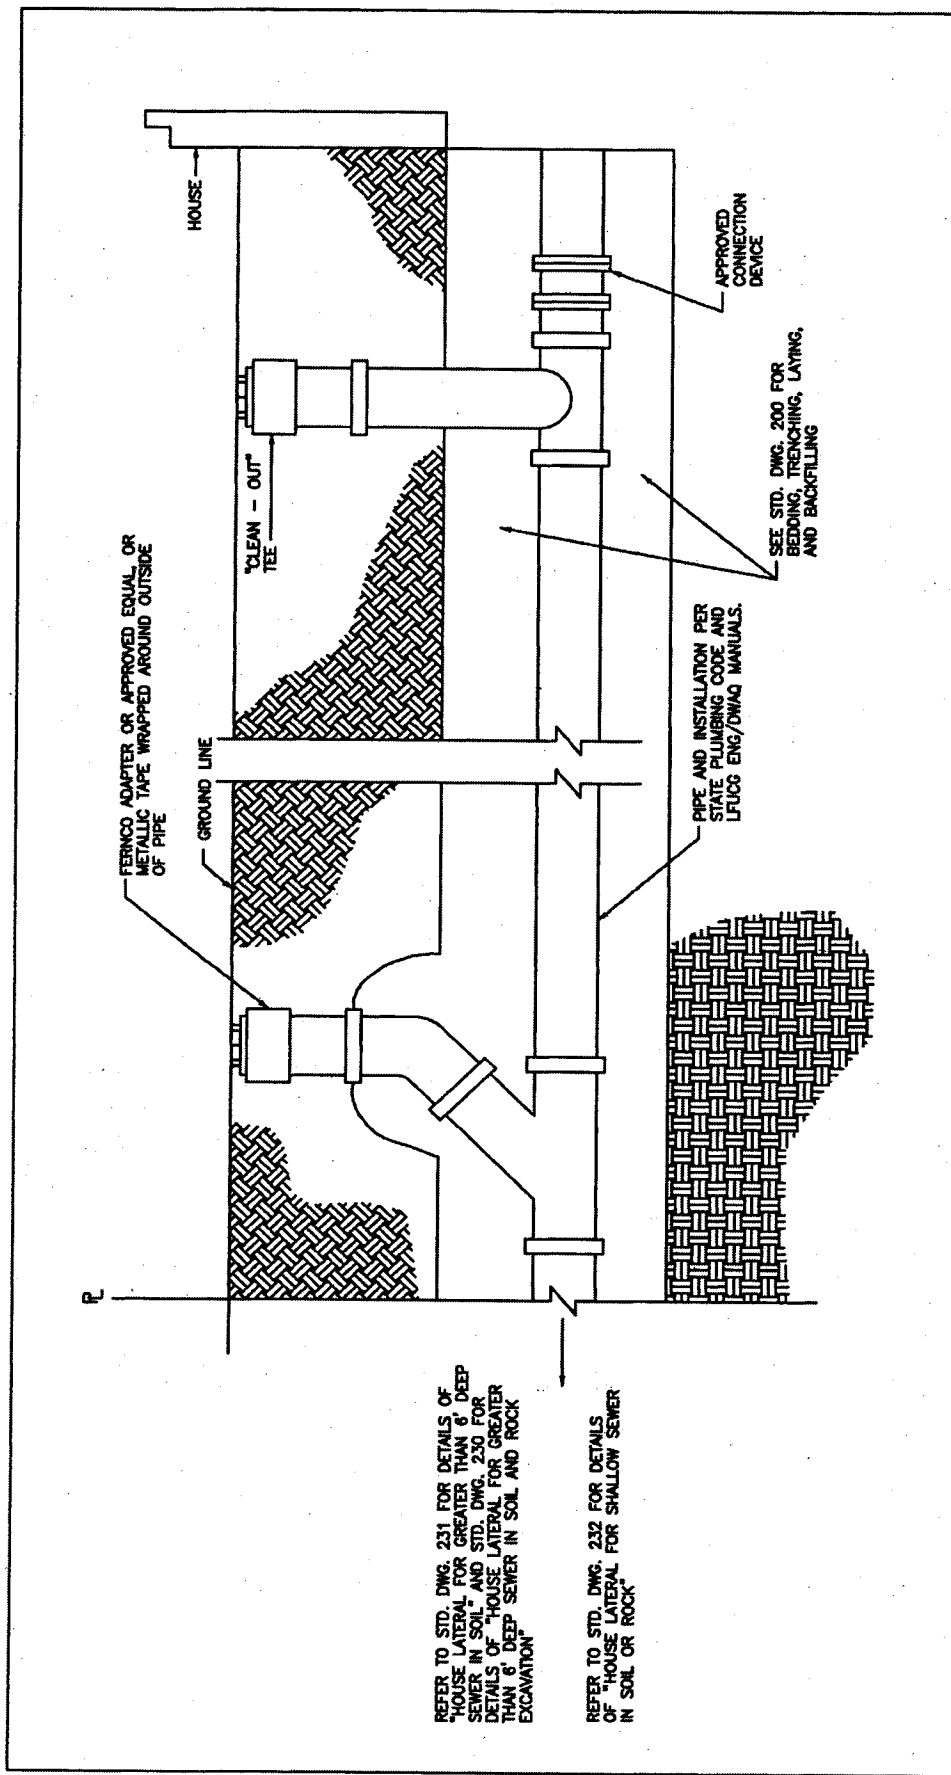 HOUSE
FERNCO ADAPTER OR APPROVED EQUAL, OR
METALLIC TAPE WRAPPED AROUND OUTSIDE
OF PIPE
GROUND LINE
"CLEAN - OUT"
TEE
APPROVED
CONNECTION
DEVICE
SEE STD. DWG. 200 FOR
BEDDING, TRENCHING, LAYING,
AND BACKFILLING
PIPE AND INSTALLATION PER
STATE PLUMBING CODE AND
LFUCG ENG/DWAQ MANUALS.
PL
REFER TO STD. DWG. 231 FOR DETAILS OF
"HOUSE LATERAL FOR GREATER THAN 6' DEEP
SEWER IN SOIL" AND STD. DWG. 230 FOR
DETAILS OF "HOUSE LATERAL FOR GREATER
THAN 6' DEEP SEWER IN SOIL AND ROCK
EXCAVATION"
REFER TO STD. DWG. 232 FOR DETAILS
OF "HOUSE LATERAL FOR SHALLOW SEWER
IN SOIL OR ROCK"